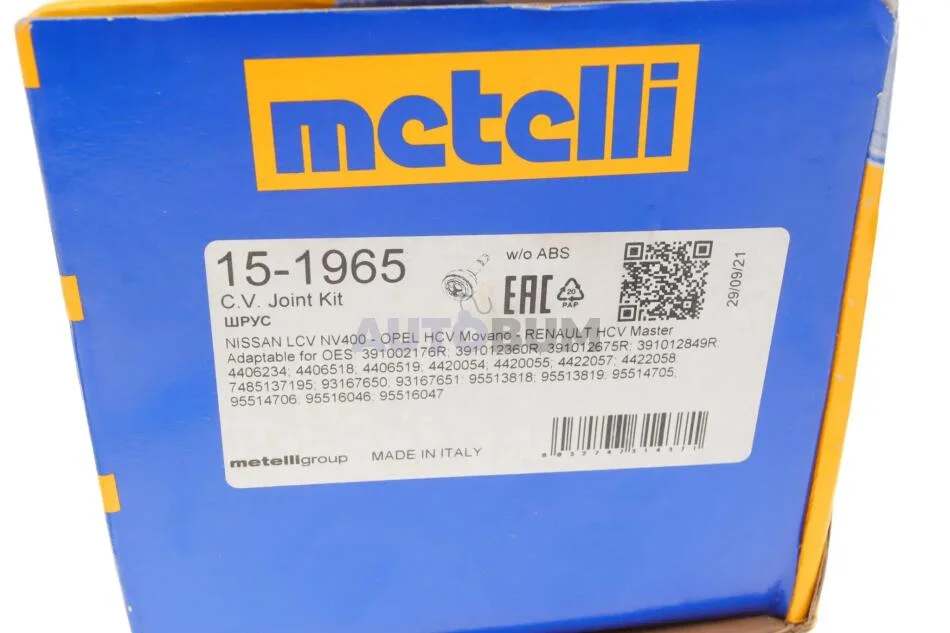 metelli
15-1965
w/o ABS
C.V. Joint Kit
EAC
20
PAP
29/09/21
ШРУС
AUTOBUM
NISSAN LCV NV400 - OPEL HCV Movano - RENAULT HCV Master
Adaptable for OES: 391002176R; 391012360R; 391012675R; 391012849R;
4406234; 4406518; 4406519; 4420054; 4420055; 4422057; 4422058;
7485137195; 93167650; 93167651; 95513818; 95513819; 95514705;
95514706; 95516046; 95516047
metelligroup
MADE IN ITALY